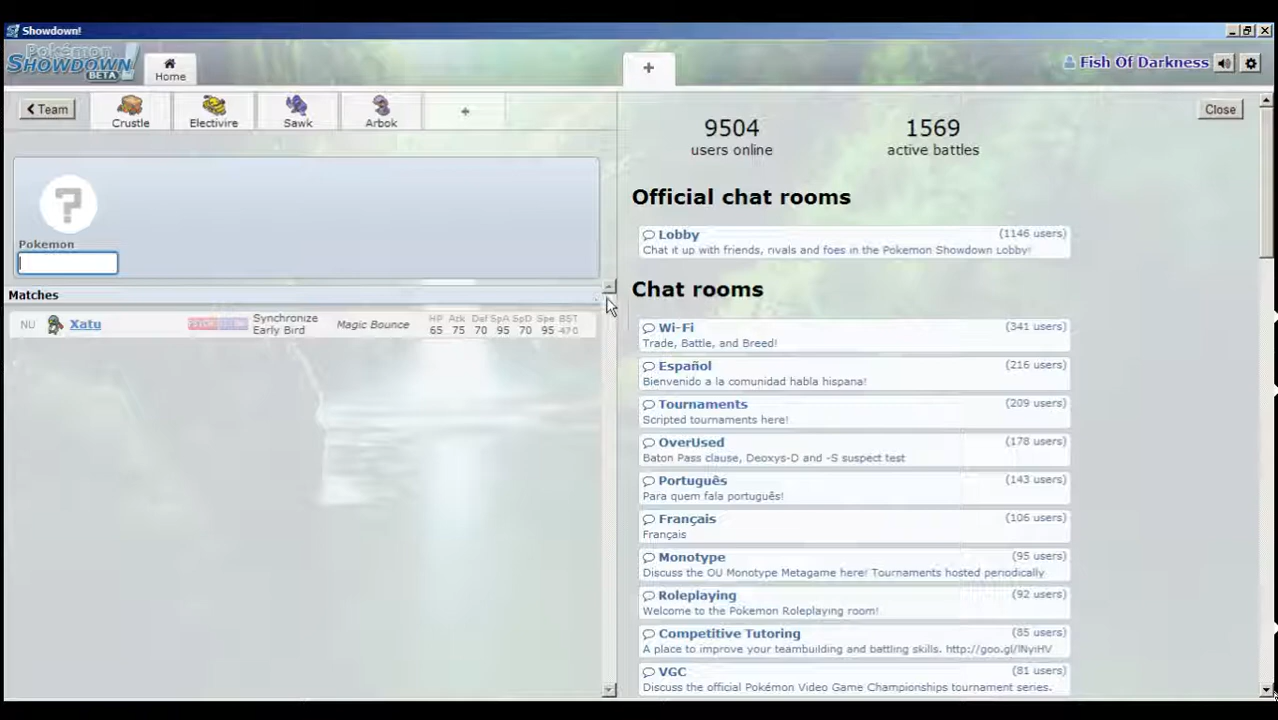 Showdown!
Pokémon
SHOWDOWN!
BETA
Home
+
Fish Of Darkness
Team
Crustle
Electivire
Sawk
Arbok
+
Close
?
Pokemon
Matches
NU
Xatu
Synchronize
Early Bird
Magic Bounce
HP Atk Def SpA SpD Spe BST
65 75 70 95 70 95 470
9504
users online
1569
active battles
Official chat rooms
Lobby (1146 users)
Chat it up with friends, rivals and foes in the Pokemon Showdown Lobby!
Chat rooms
Wi-Fi (341 users)
Trade, Battle, and Breed!
Español (216 users)
Bienvenido a la comunidad habla hispana!
Tournaments (209 users)
Scripted tournaments here!
OverUsed (178 users)
Baton Pass clause, Deoxys-D and -S suspect test
Português (143 users)
Para quem fala português!
Français (106 users)
Français
Monotype (95 users)
Discuss the OU Monotype Metagame here! Tournaments hosted periodically
Roleplaying (92 users)
Welcome to the Pokemon Roleplaying room!
Competitive Tutoring (85 users)
A place to improve your teambuilding and battling skills. http://goo.gl/lNyiHV
VGC (81 users)
Discuss the official Pokémon Video Game Championships tournament series.